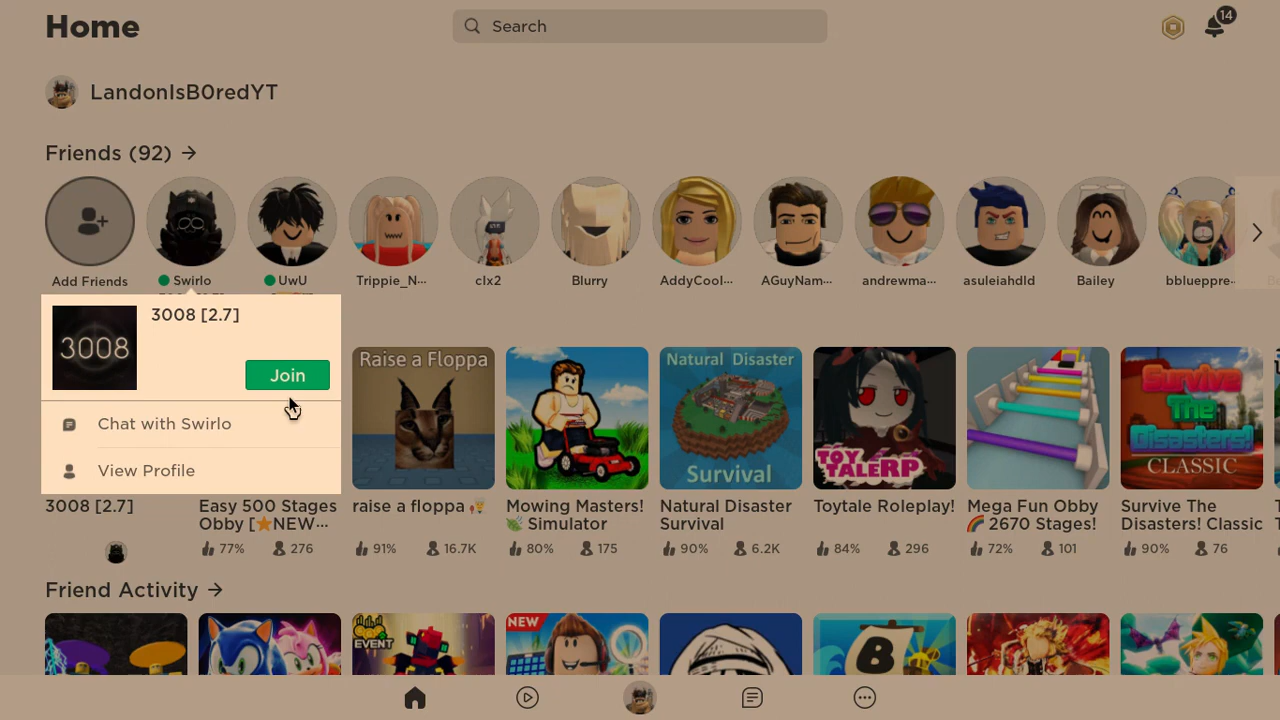 Home
Search
14
LandonIsB0redYT
Friends (92) →
Add Friends
Swirlo
UwU
Trippie_N...
clx2
Blurry
AddyCool...
AGuyNam...
andrewma...
asuleiahdld
Bailey
bblueppre...
3008 [2.7]
3008
Join
Chat with Swirlo
View Profile
Raise a Floppa
Natural Disaster
Survival
TOY
TALERP
Survive
The
Disasters!
CLASSIC
3008 [2.7]
Easy 500 Stages
Obby [⭐NEW...
77%
276
raise a floppa
91%
16.7K
Mowing Masters!
Simulator
80%
175
Natural Disaster
Survival
90%
6.2K
Toytale Roleplay!
84%
296
Mega Fun Obby
🌈 2670 Stages!
72%
101
Survive The
Disasters! Classic
90%
76
Friend Activity →
EVENT
NEW
B